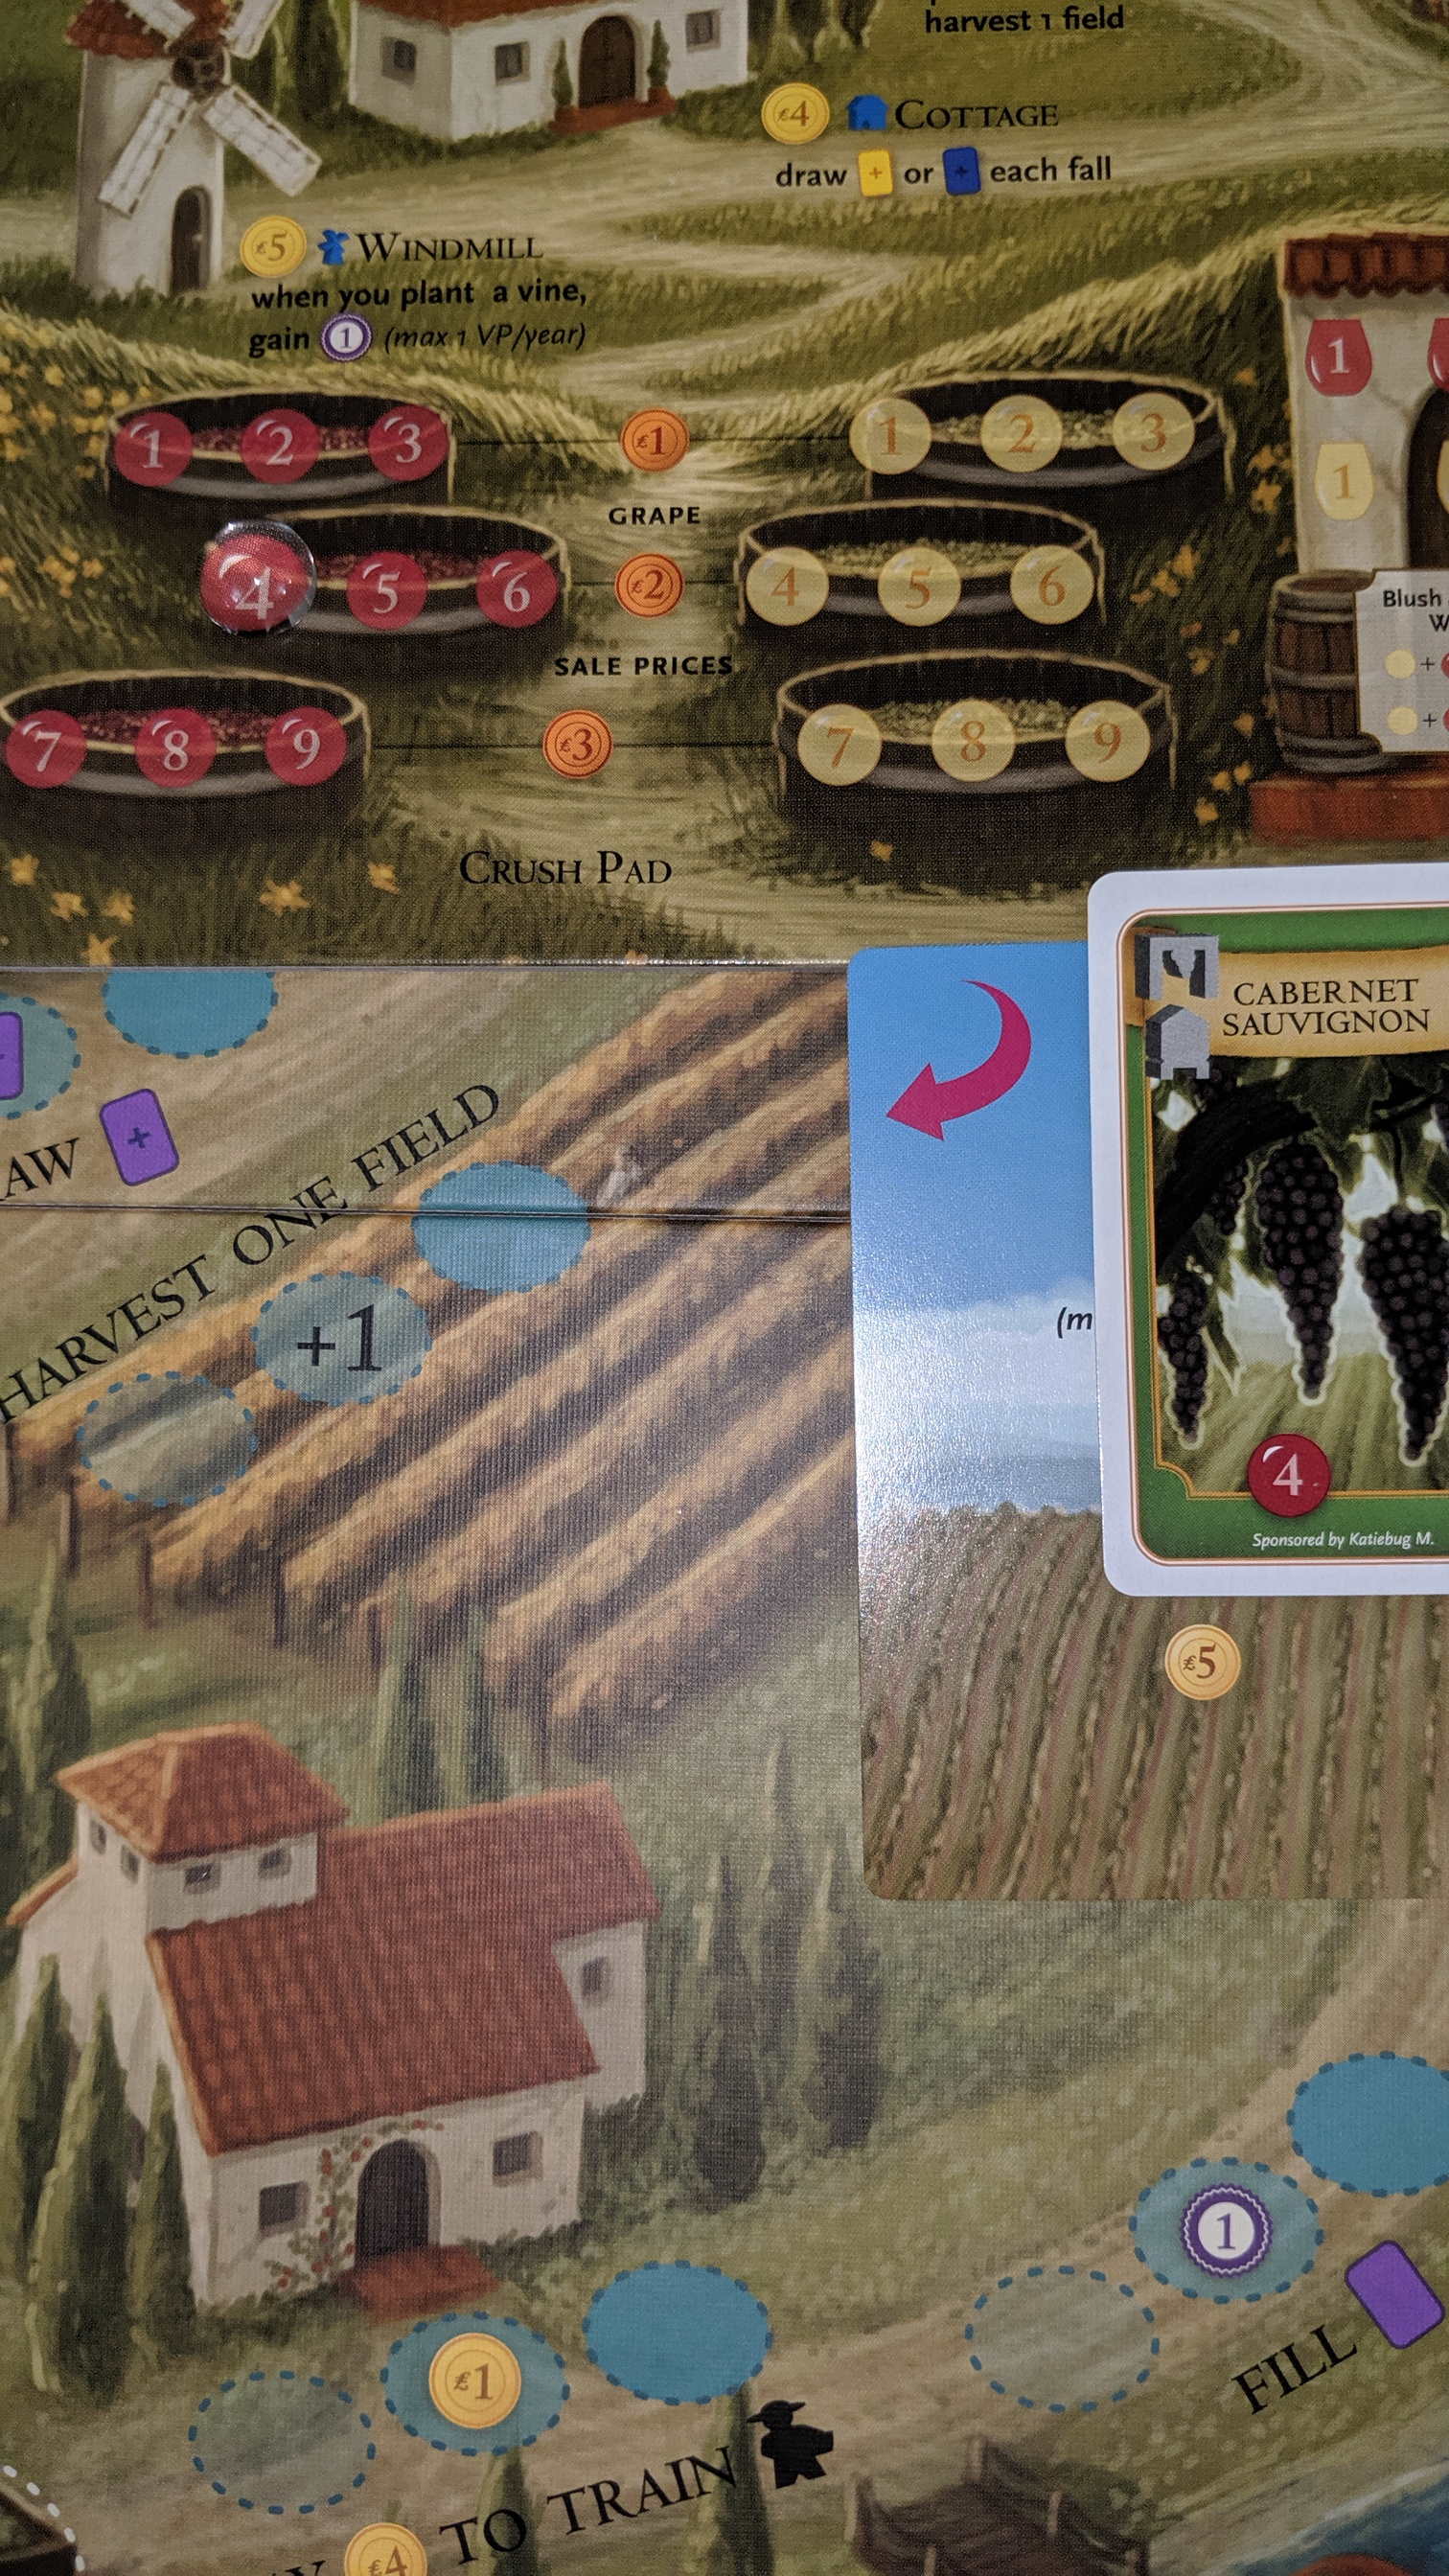 harvest 1 field
£4 COTTAGE
draw + or + each fall
£5 WINDMILL
when you plant a vine,
gain 1 (max 1 VP/year)
1 2 3 £1 1 2 3
GRAPE
4 5 6 £2 4 5 6
SALE PRICES
7 8 9 £3 7 8 9
CRUSH PAD
1
1
Blush
W
+
+
CABERNET
SAUVIGNON
4
Sponsored by Katiebug M.
(m
£5
AW +
HARVEST ONE FIELD
+1
1
FILL
£1
£4 TO TRAIN